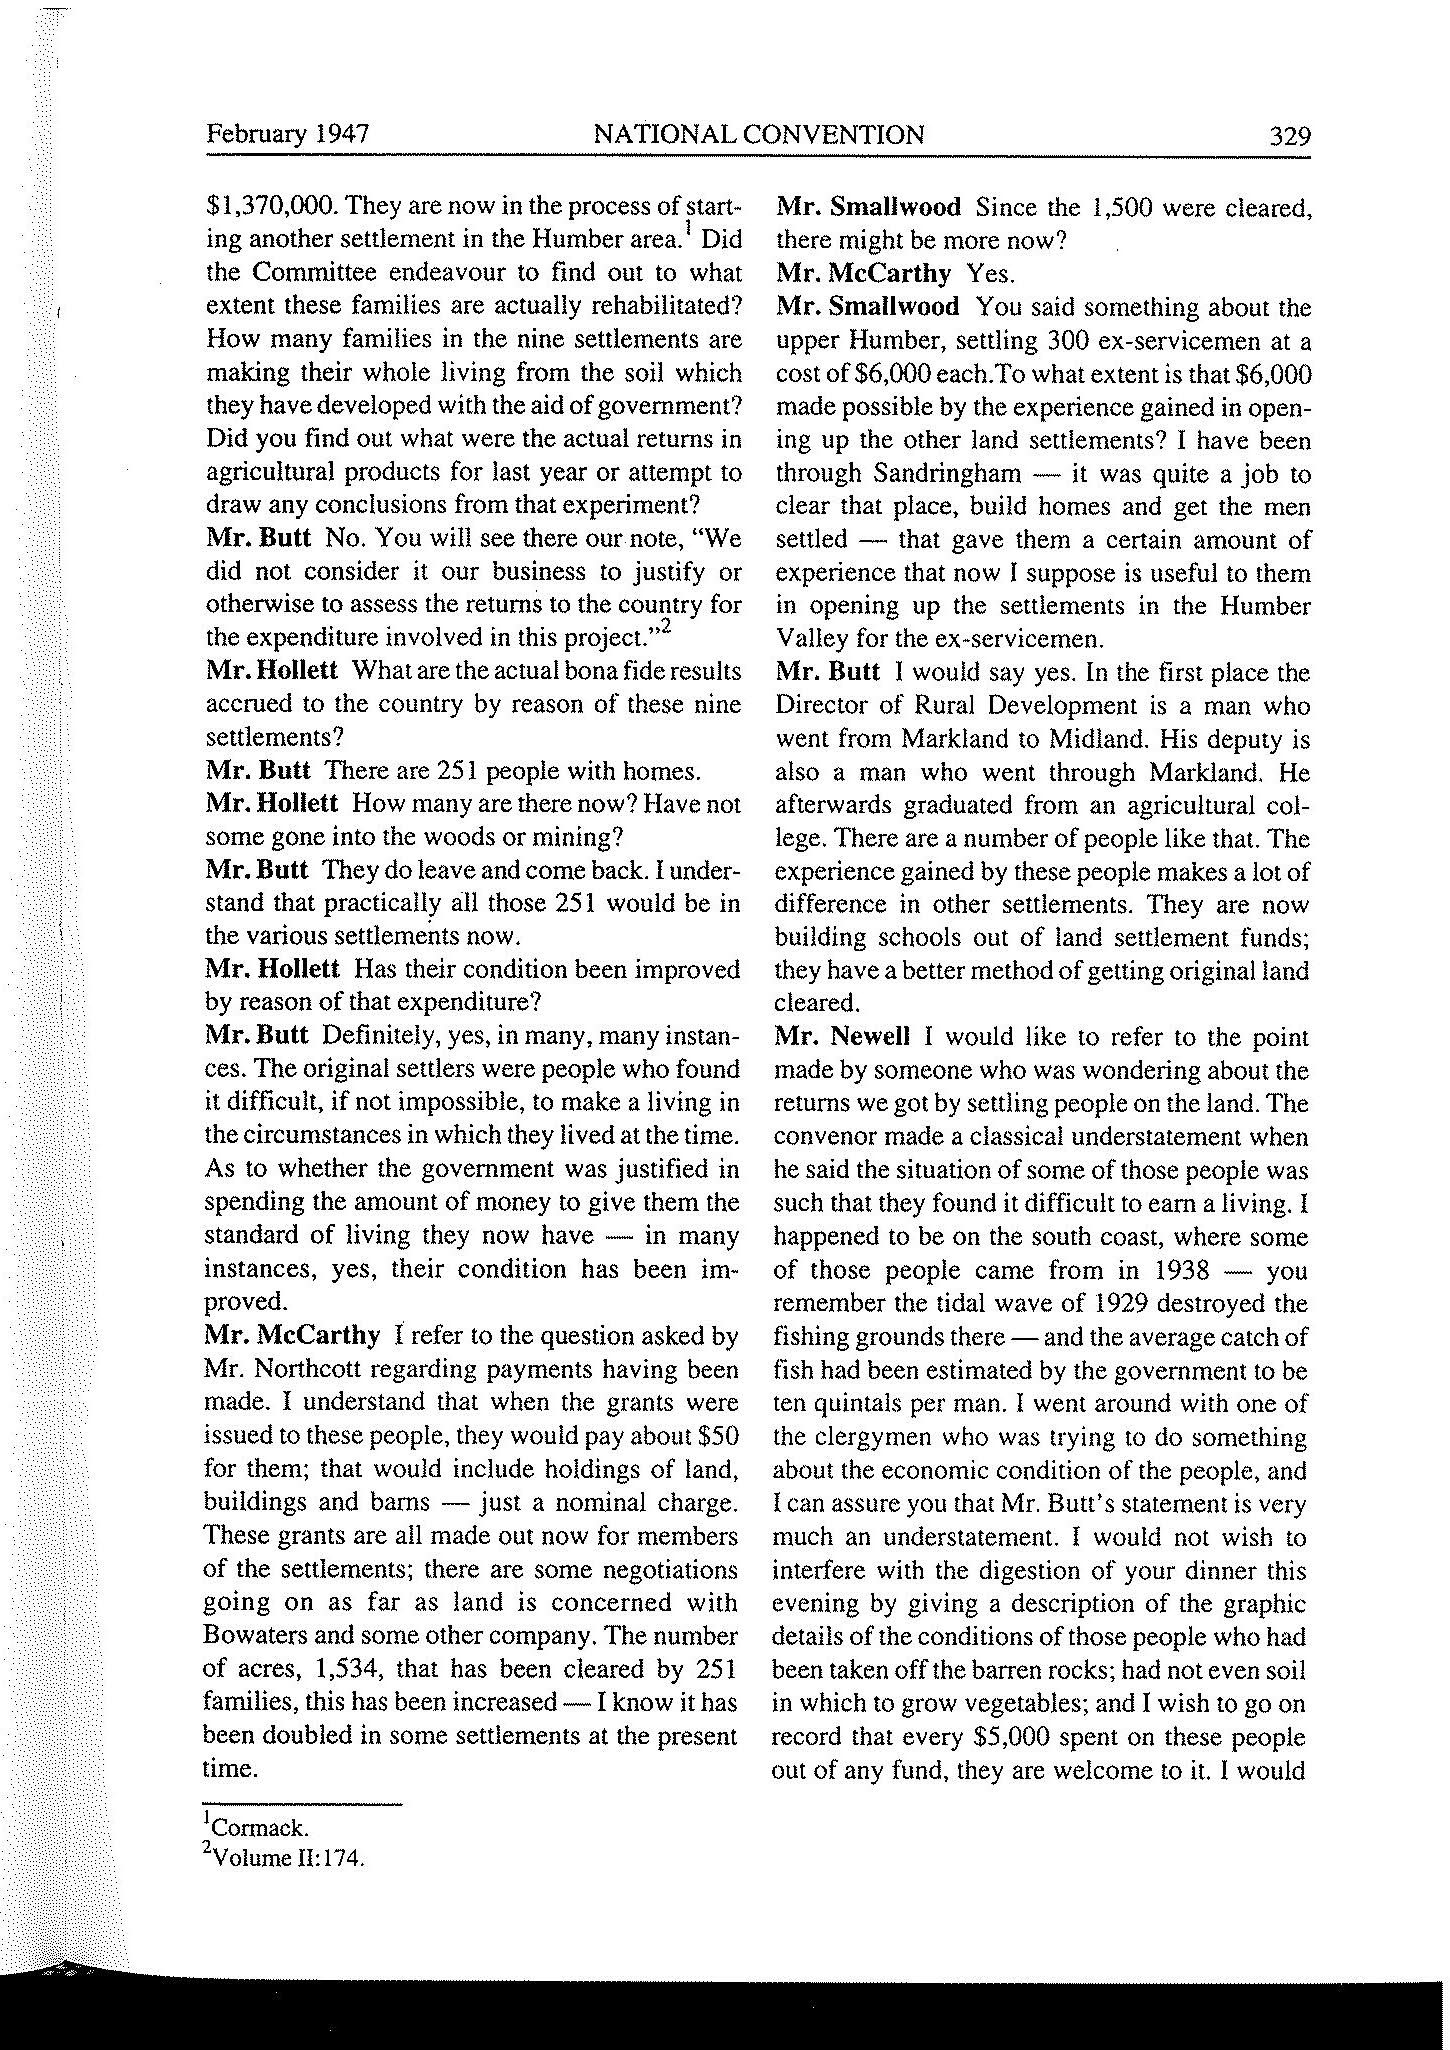 February 1947
NATIONAL CONVENTION
329
$1,370,000. They are now in the process of start-
ing another settlement in the Humber area.¹ Did
the Committee endeavour to find out to what
extent these families are actually rehabilitated?
How many families in the nine settlements are
making their whole living from the soil which
they have developed with the aid of government?
Did you find out what were the actual returns in
agricultural products for last year or attempt to
draw any conclusions from that experiment?
Mr. Butt No. You will see there our note, “We
did not consider it our business to justify or
otherwise to assess the returns to the country for
the expenditure involved in this project.”²
Mr. Hollett What are the actual bona fide results
accrued to the country by reason of these nine
settlements?
Mr. Butt There are 251 people with homes.
Mr. Hollett How many are there now? Have not
some gone into the woods or mining?
Mr. Butt They do leave and come back. I under-
stand that practically all those 251 would be in
the various settlements now.
Mr. Hollett Has their condition been improved
by reason of that expenditure?
Mr. Butt Definitely, yes, in many, many instan-
ces. The original settlers were people who found
it difficult, if not impossible, to make a living in
the circumstances in which they lived at the time.
As to whether the government was justified in
spending the amount of money to give them the
standard of living they now have — in many
instances, yes, their condition has been im-
proved.
Mr. McCarthy I refer to the question asked by
Mr. Northcott regarding payments having been
made. I understand that when the grants were
issued to these people, they would pay about $50
for them; that would include holdings of land,
buildings and barns — just a nominal charge.
These grants are all made out now for members
of the settlements; there are some negotiations
going on as far as land is concerned with
Bowaters and some other company. The number
of acres, 1,534, that has been cleared by 251
families, this has been increased — I know it has
been doubled in some settlements at the present
time.
¹Cormack.
²Volume II:174.
Mr. Smallwood Since the 1,500 were cleared,
there might be more now?
Mr. McCarthy Yes.
Mr. Smallwood You said something about the
upper Humber, settling 300 ex-servicemen at a
cost of $6,000 each.To what extent is that $6,000
made possible by the experience gained in open-
ing up the other land settlements? I have been
through Sandringham — it was quite a job to
clear that place, build homes and get the men
settled — that gave them a certain amount of
experience that now I suppose is useful to them
in opening up the settlements in the Humber
Valley for the ex-servicemen.
Mr. Butt I would say yes. In the first place the
Director of Rural Development is a man who
went from Markland to Midland. His deputy is
also a man who went through Markland. He
afterwards graduated from an agricultural col-
lege. There are a number of people like that. The
experience gained by these people makes a lot of
difference in other settlements. They are now
building schools out of land settlement funds;
they have a better method of getting original land
cleared.
Mr. Newell I would like to refer to the point
made by someone who was wondering about the
returns we got by settling people on the land. The
convenor made a classical understatement when
he said the situation of some of those people was
such that they found it difficult to earn a living. I
happened to be on the south coast, where some
of those people came from in 1938 — you
remember the tidal wave of 1929 destroyed the
fishing grounds there — and the average catch of
fish had been estimated by the government to be
ten quintals per man. I went around with one of
the clergymen who was trying to do something
about the economic condition of the people, and
I can assure you that Mr. Butt’s statement is very
much an understatement. I would not wish to
interfere with the digestion of your dinner this
evening by giving a description of the graphic
details of the conditions of those people who had
been taken off the barren rocks; had not even soil
in which to grow vegetables; and I wish to go on
record that every $5,000 spent on these people
out of any fund, they are welcome to it. I would